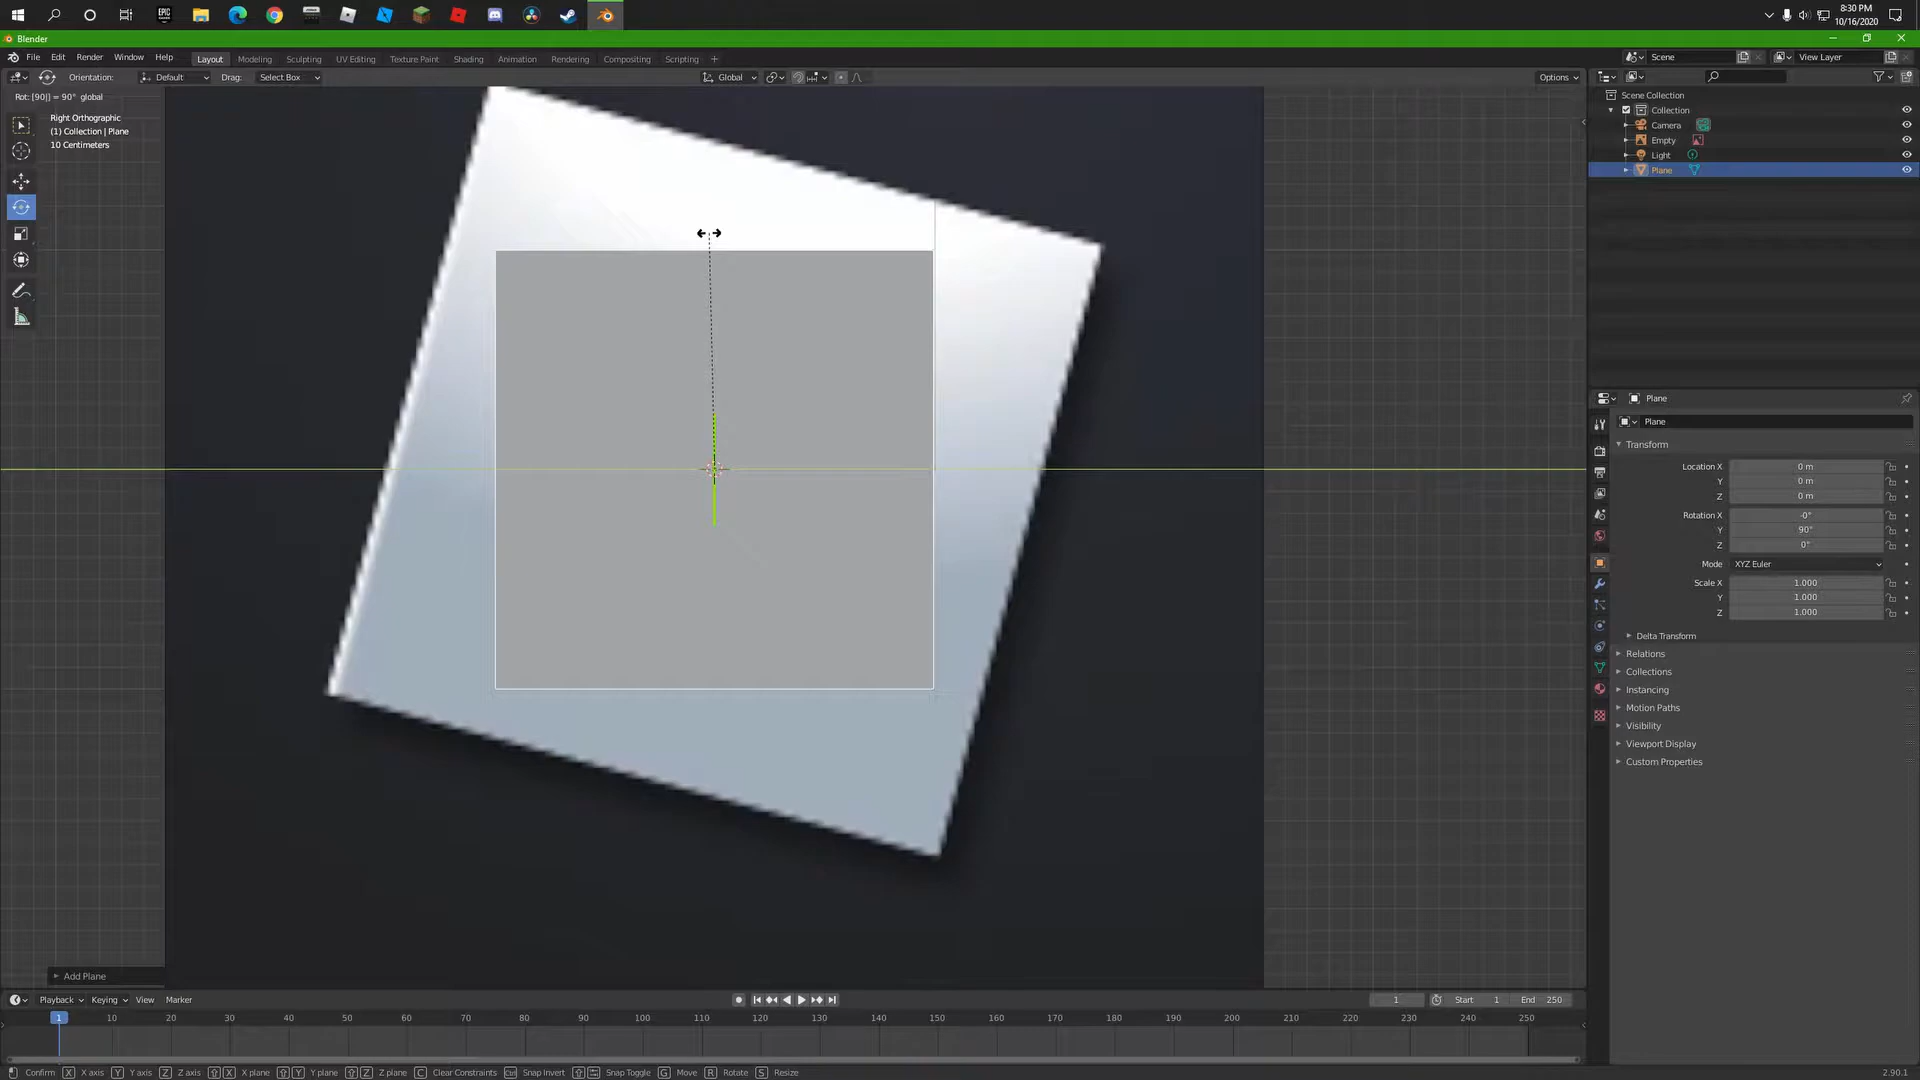 EPIC
8:30 PM
10/16/2020
Blender
File Edit Render Window Help Layout Modeling Sculpting UV Editing Texture Paint Shading Animation Rendering Compositing Scripting + Scene View Layer
Orientation: Default Drag: Select Box Global Options
Rot: [90|] = 90° global
Right Orthographic
(1) Collection | Plane
10 Centimeters
Scene Collection
Collection
Camera
Empty
Light
Plane
Plane
Plane
Transform
Location X 0 m
Y 0 m
Z 0 m
Rotation X -0°
Y 90°
Z 0°
Mode XYZ Euler
Scale X 1.000
Y 1.000
Z 1.000
Delta Transform
Relations
Collections
Instancing
Motion Paths
Visibility
Viewport Display
Custom Properties
Add Plane
Playback Keying View Marker 1 Start 1 End 250
1 10 20 30 40 50 60 70 80 90 100 110 120 130 140 150 160 170 180 190 200 210 220 230 240 250
Confirm X X axis Y Y axis Z Z axis X X plane Y Y plane Z Z plane C Clear Constraints Ctrl Snap Invert Snap Toggle G Move R Rotate S Resize 2.90.1